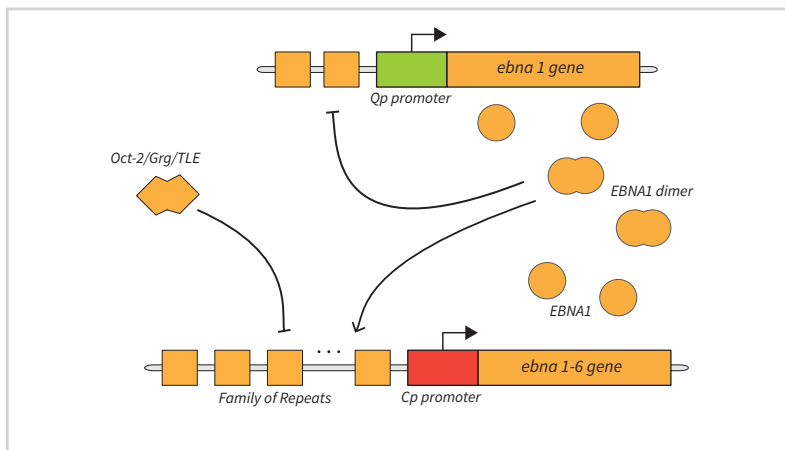 ebna 1 gene
Qp promoter
Oct-2/Grg/TLE
EBNA1 dimer
EBNA1
...
ebna 1-6 gene
Family of Repeats
Cp promoter